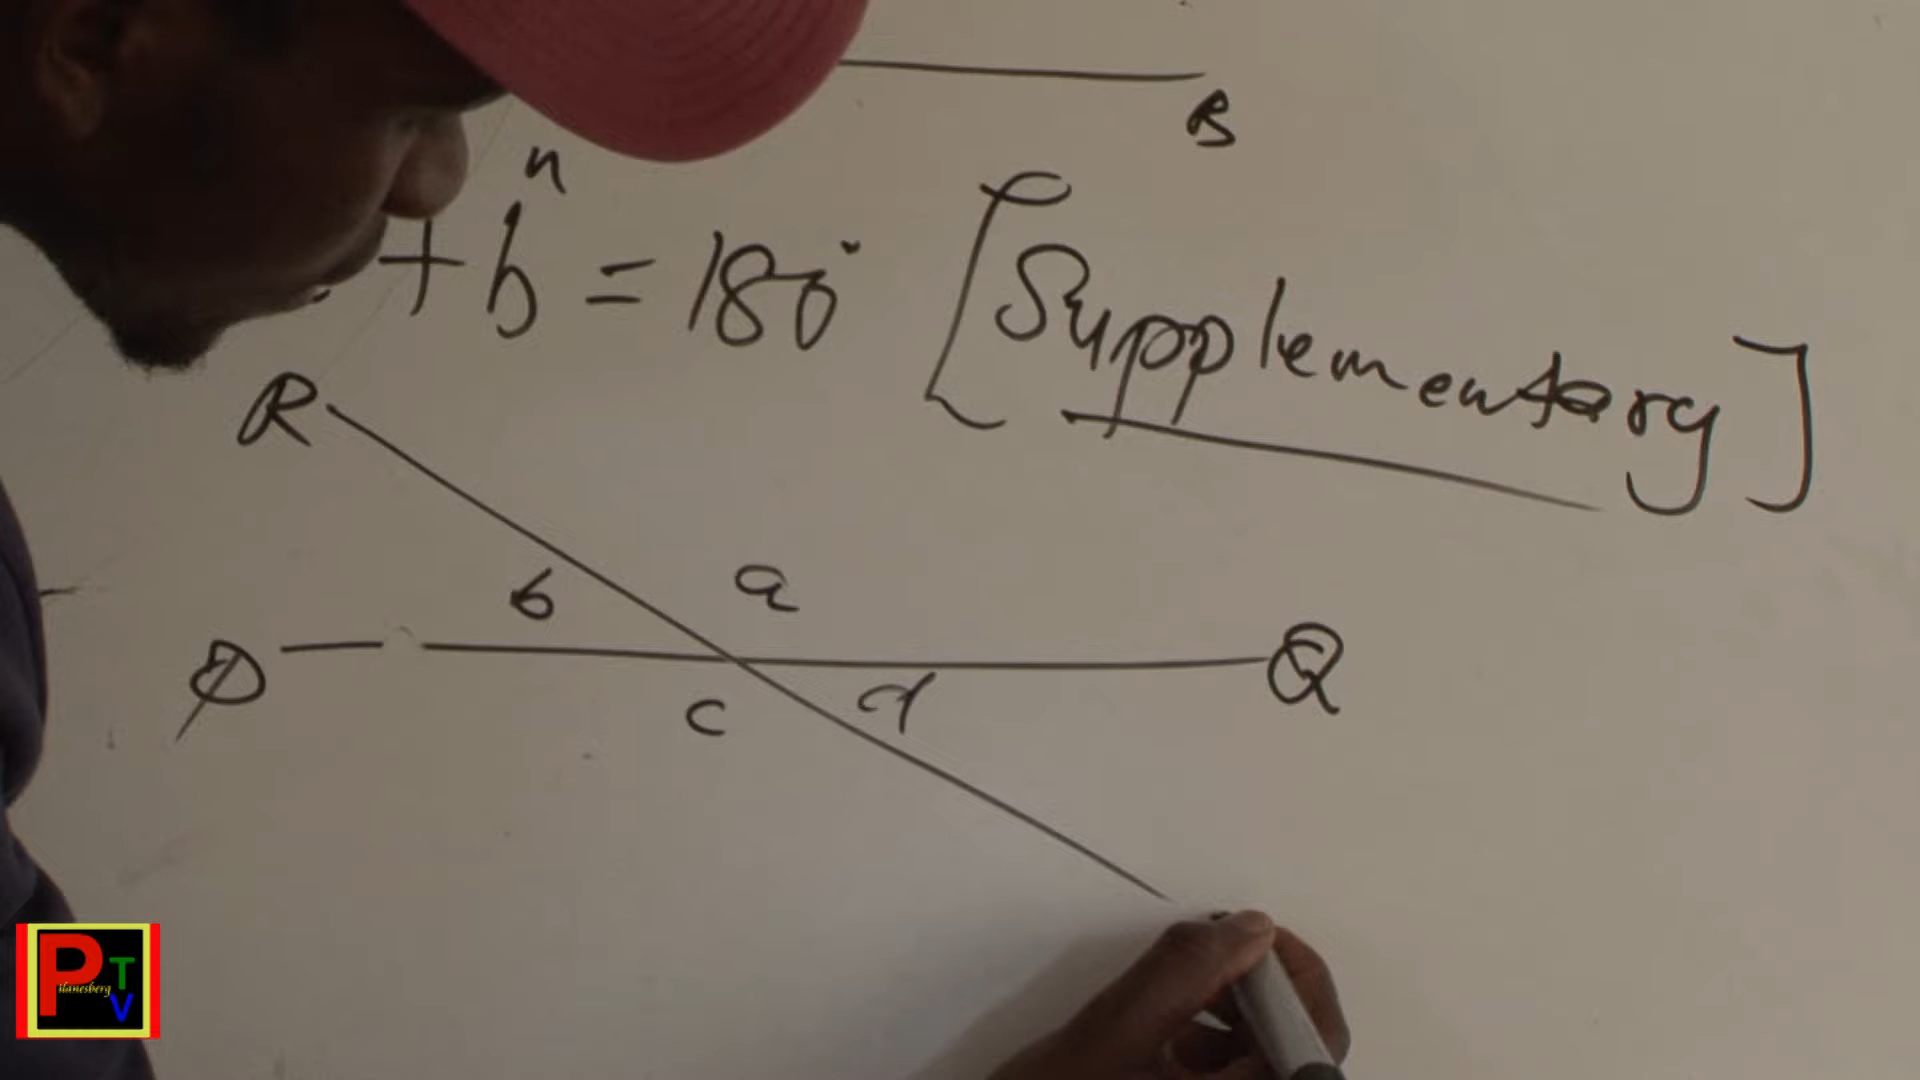 B
+ b̂ = 180° [Supplementary]
R
b a
P Q
c d
P
ilanesberg
T
V